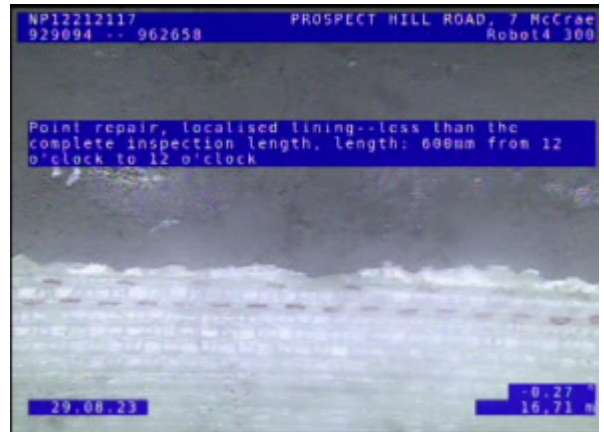 NP12212117 PROSPECT HILL ROAD, 7 McCrae
929094 -- 962658 Robot4 300
Point repair, localised lining--less than the
complete inspection length, length: 600mm from 12
o'clock to 12 o'clock
-0.27 °
29.08.23 16,71 m